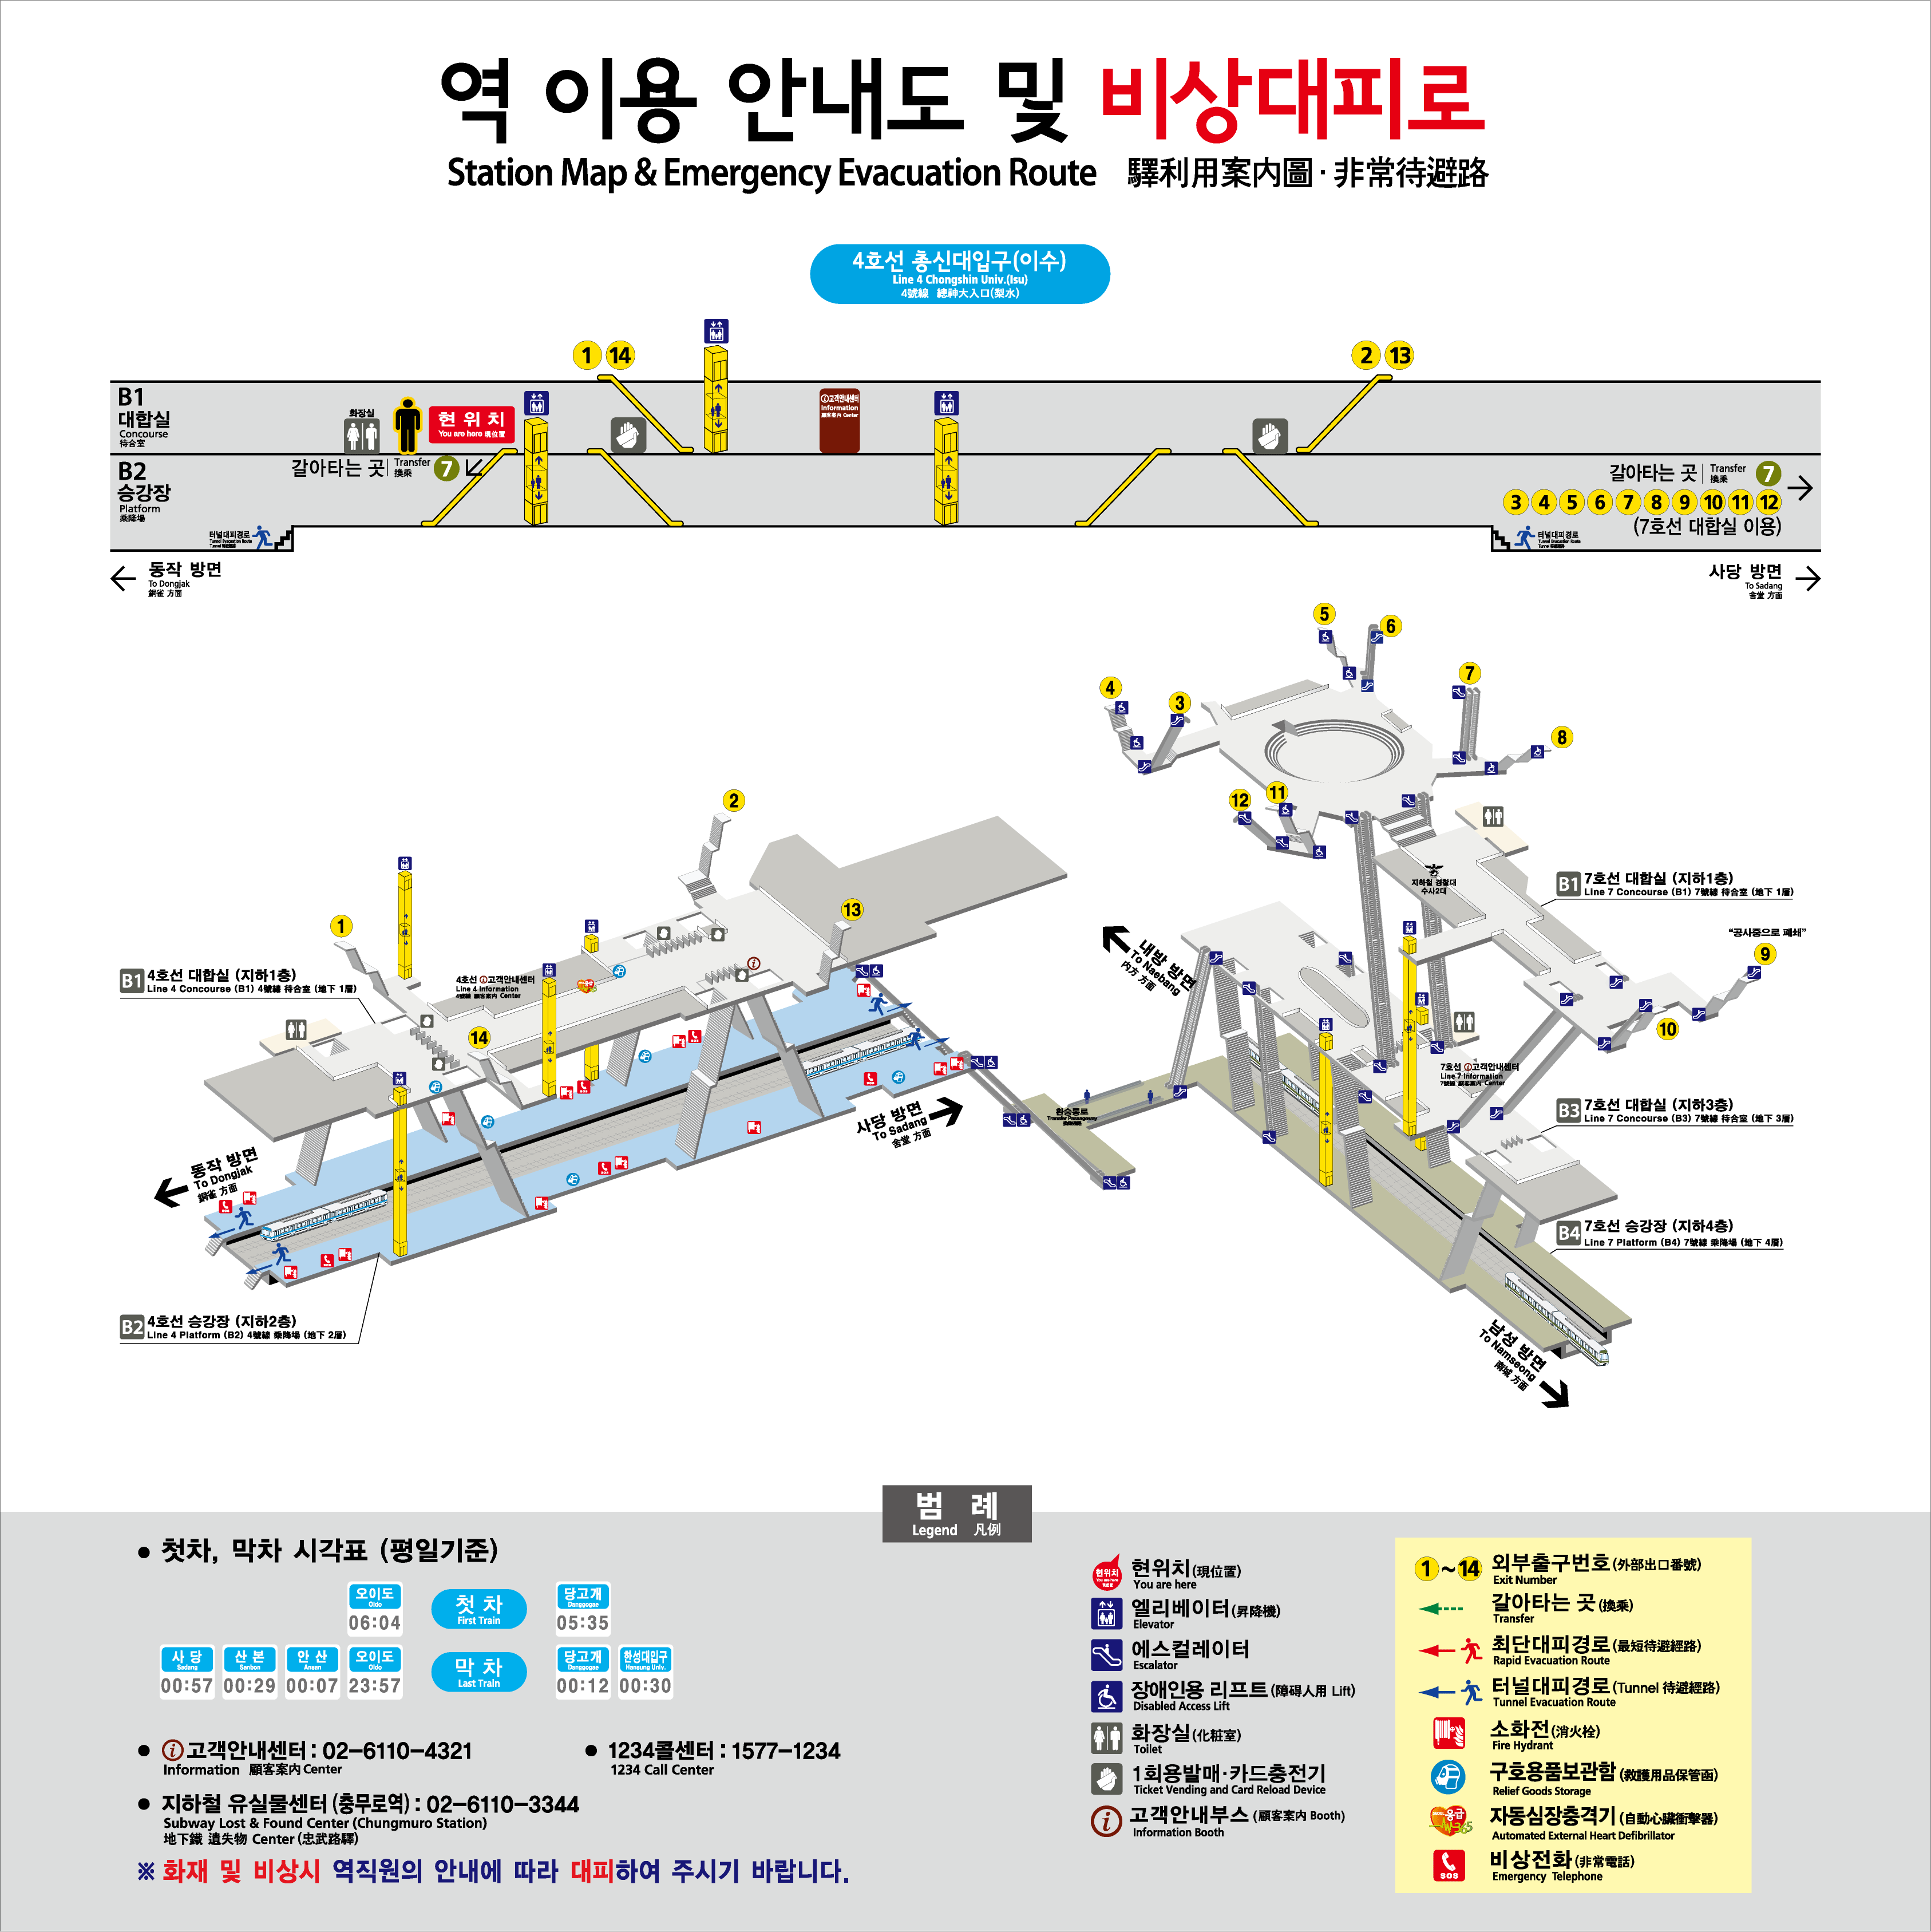 역 이용 안내도 및 비상대피로
Station Map & Emergency Evacuation Route 驛利用案內圖·非常待避路
4호선 총신대입구(이수)
Line 4 Chongshin Univ.(Isu)
4號線 總神大入口(梨水)
1 14
2 13
B1
대합실
Concourse
待合室
화장실
현 위 치
You are here 現位置
고객안내센터
Information
顧客案內 Center
B2
승강장
Platform
乘降場
갈아타는 곳 Transfer 換乘 7
갈아타는 곳 Transfer 換乘 7
3 4 5 6 7 8 9 10 11 12
(7호선 대합실 이용)
터널대피경로
Tunnel Evacuation Route
터널대피경로
Tunnel Evacuation Route
동작 방면
To Dongjak
銅雀 方面
사당 방면
To Sadang
舍堂 方面
5
6
7
4
3
8
12
11
2
13
1
14
지하철 경찰대
수사2대
B1 7호선 대합실 (지하1층)
Line 7 Concourse (B1) 7號線 待合室 (地下 1層)
"공사중으로 폐쇄"
9
10
내방 방면
To Naebang
內方 方面
B1 4호선 대합실 (지하1층)
Line 4 Concourse (B1) 4號線 待合室 (地下 1層)
4호선 고객안내센터
Line 4 Information
4號線 顧客案內 Center
7호선 고객안내센터
Line 7 Information
7號線 顧客案內 Center
환승통로
Transfer Passageway
사당 방면
To Sadang
舍堂 方面
B3 7호선 대합실 (지하3층)
Line 7 Concourse (B3) 7號線 待合室 (地下 3層)
동작 방면
To Dongjak
銅雀 方面
B4 7호선 승강장 (지하4층)
Line 7 Platform (B4) 7號線 乘降場 (地下 4層)
B2 4호선 승강장 (지하2층)
Line 4 Platform (B2) 4號線 乘降場 (地下 2層)
남성 방면
To Namseong
南城 方面
범 례
Legend 凡例
● 첫차, 막차 시각표 (평일기준)
오이도
Oido
06:04
첫 차
First Train
당고개
Danggogae
05:35
사 당
Sadang
00:57
산 본
Sanbon
00:29
안 산
Ansan
00:07
오이도
Oido
23:57
막 차
Last Train
당고개
Danggogae
00:12
한성대입구
Hansung Univ.
00:30
● 고객안내센터 : 02-6110-4321
Information 顧客案內 Center
● 1234콜센터 : 1577-1234
1234 Call Center
● 지하철 유실물센터 (충무로역) : 02-6110-3344
Subway Lost & Found Center (Chungmuro Station)
地下鐵 遺失物 Center (忠武路驛)
※ 화재 및 비상시 역직원의 안내에 따라 대피하여 주시기 바랍니다.
현위치
You are here
현위치(現位置)
You are here
엘리베이터(昇降機)
Elevator
에스컬레이터
Escalator
장애인용 리프트(障碍人用 Lift)
Disabled Access Lift
화장실(化粧室)
Toilet
1회용발매·카드충전기
Ticket Vending and Card Reload Device
고객안내부스(顧客案內 Booth)
Information Booth
1~14 외부출구번호(外部出口番號)
Exit Number
갈아타는 곳(換乘)
Transfer
최단대피경로(最短待避經路)
Rapid Evacuation Route
터널대피경로(Tunnel 待避經路)
Tunnel Evacuation Route
소화전(消火栓)
Fire Hydrant
구호용품보관함(救護用品保管函)
Relief Goods Storage
응급
자동심장충격기(自動心臟衝擊器)
Automated External Heart Defibrillator
SOS
비상전화(非常電話)
Emergency Telephone